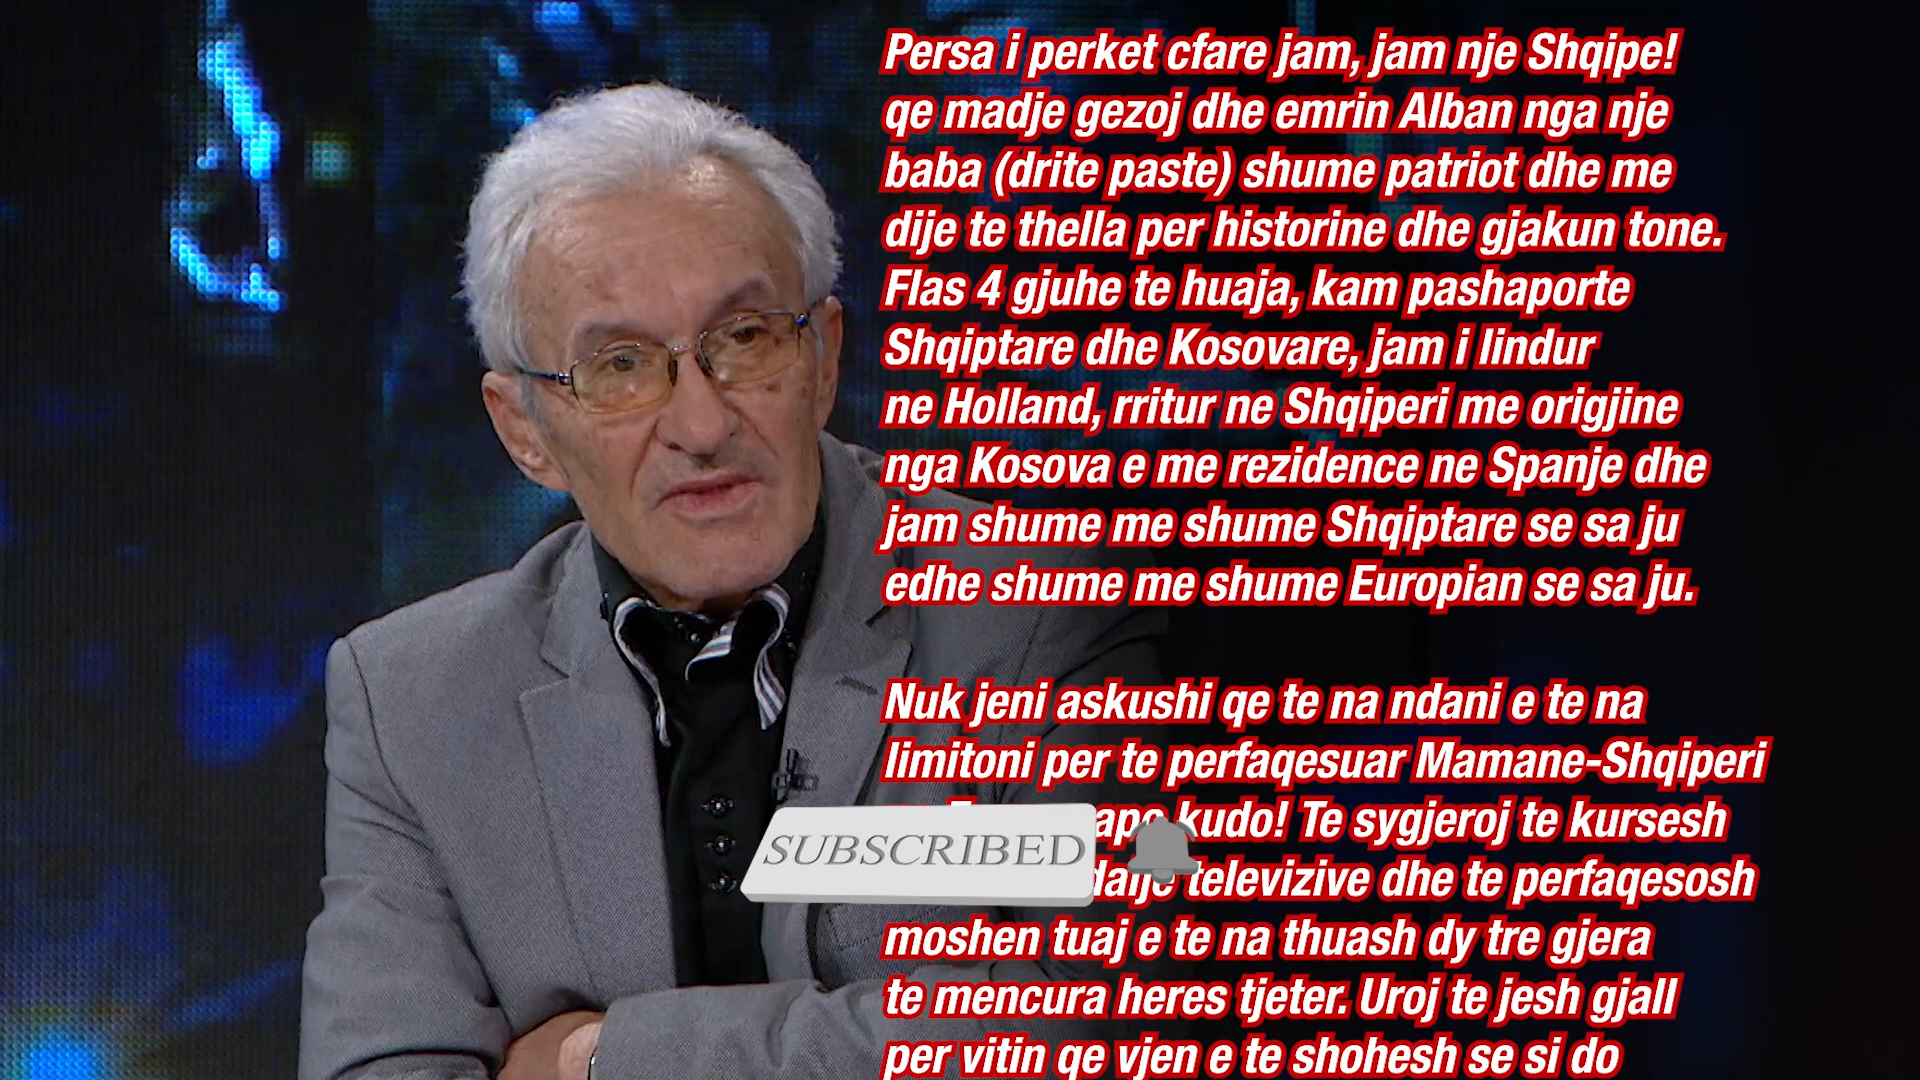 Persa i perket cfare jam, jam nje Shqipe!
qe madje gezoj dhe emrin Alban nga nje
baba (drite paste) shume patriot dhe me
dije te thella per historine dhe gjakun tone.
Flas 4 gjuhe te huaja, kam pashaporte
Shqiptare dhe Kosovare, jam i lindur
ne Holland, rritur ne Shqiperi me origjine
nga Kosova e me rezidence ne Spanje dhe
jam shume me shume Shqiptare se sa ju
edhe shume me shume Europian se sa ju.
Nuk jeni askushi qe te na ndani e te na
limitoni per te perfaqesuar Mamane-Shqiperi
kudo! Te sygjeroj te kursesh
televizive dhe te perfaqesosh
moshen tuaj e te na thuash dy tre gjera
te mencura heres tjeter. Uroj te jesh gjall
per vitin qe vjen e te shohesh se si do
SUBSCRIBED